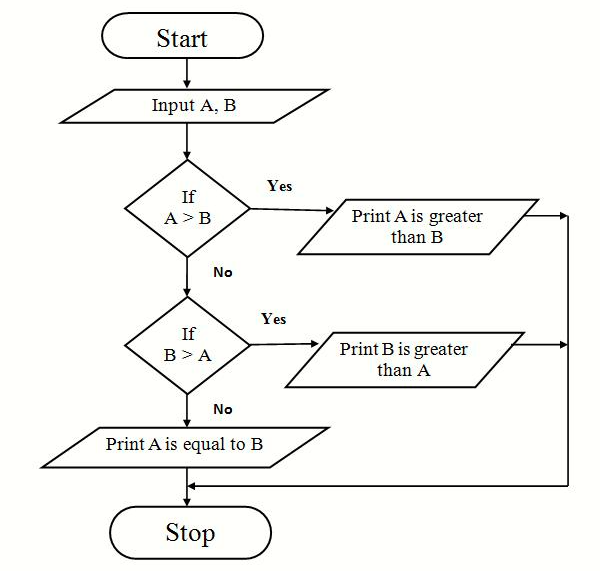 Start
Input A, B
If
A > B
Yes
Print A is greater
than B
No
If
B > A
Yes
Print B is greater
than A
No
Print A is equal to B
Stop